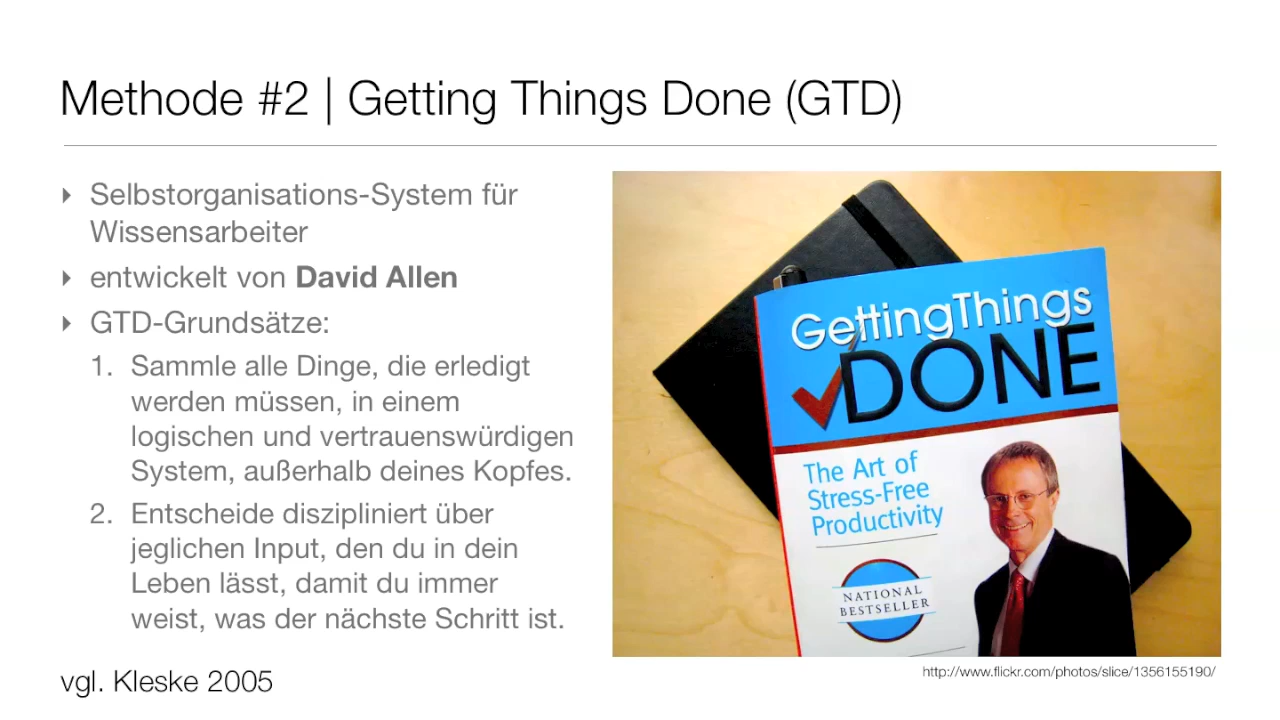 Methode #2 | Getting Things Done (GTD)
‣ Selbstorganisations-System für
Wissensarbeiter
‣ entwickelt von David Allen
‣ GTD-Grundsätze:
1. Sammle alle Dinge, die erledigt
werden müssen, in einem
logischen und vertrauenswürdigen
System, außerhalb deines Kopfes.
2. Entscheide diszipliniert über
jeglichen Input, den du in dein
Leben lässt, damit du immer
weist, was der nächste Schritt ist.
vgl. Kleske 2005
GettingThings
DONE
The Art of
Stress-Free
Productivity
NATIONAL
BESTSELLER
http://www.flickr.com/photos/slice/1356155190/